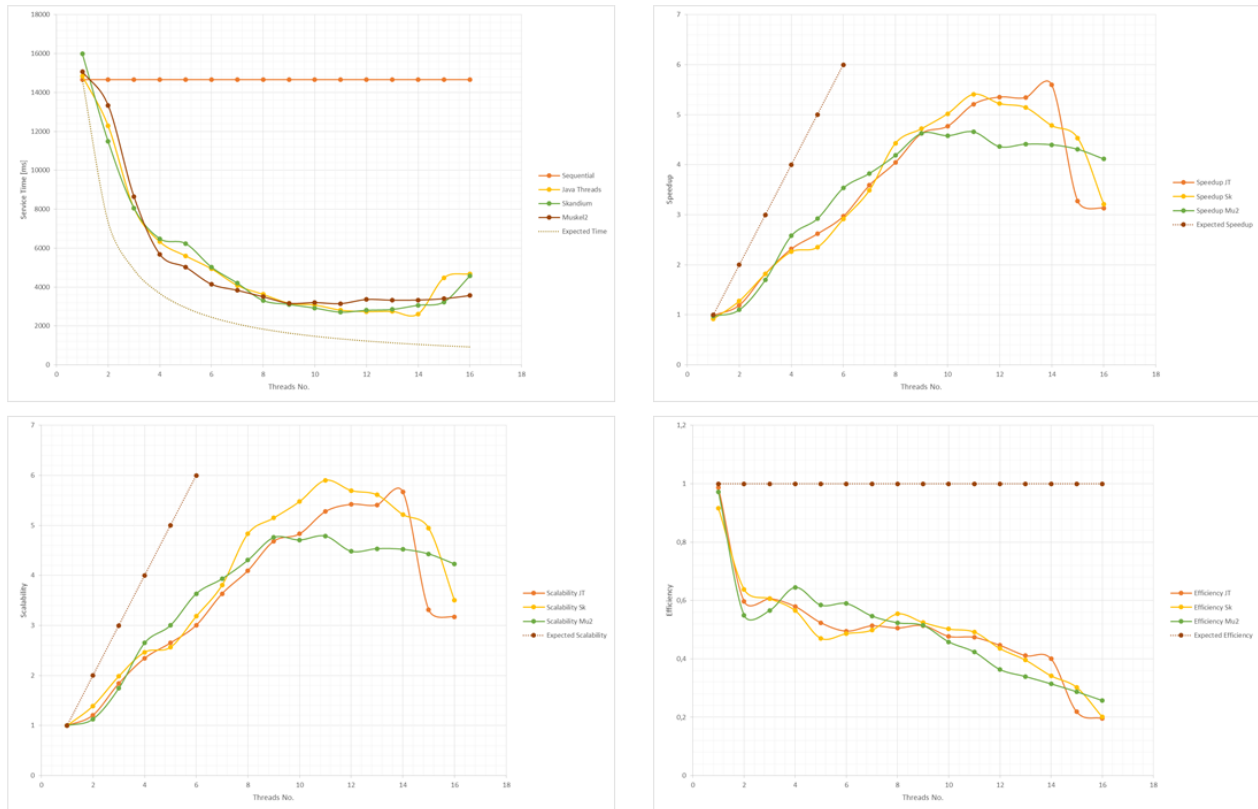 18000
16000
14000
12000
10000
8000
6000
4000
2000
0
Service Time [ms]
0 2 4 6 8 10 12 14 16 18
Threads No.
Sequential
Java Threads
Skandium
Muskel2
Expected Time
7
6
5
4
3
2
1
0
Speedup
0 2 4 6 8 10 12 14 16 18
Threads No.
Speedup JT
Speedup Sk
Speedup Mu2
Expected Speedup
7
6
5
4
3
2
1
0
Scalability
0 2 4 6 8 10 12 14 16 18
Threads No.
Scalability JT
Scalability Sk
Scalability Mu2
Expected Scalability
1,2
1
0,8
0,6
0,4
0,2
0
Efficiency
0 2 4 6 8 10 12 14 16 18
Threads No.
Efficiency JT
Efficiency Sk
Efficiency Mu2
Expected Efficiency